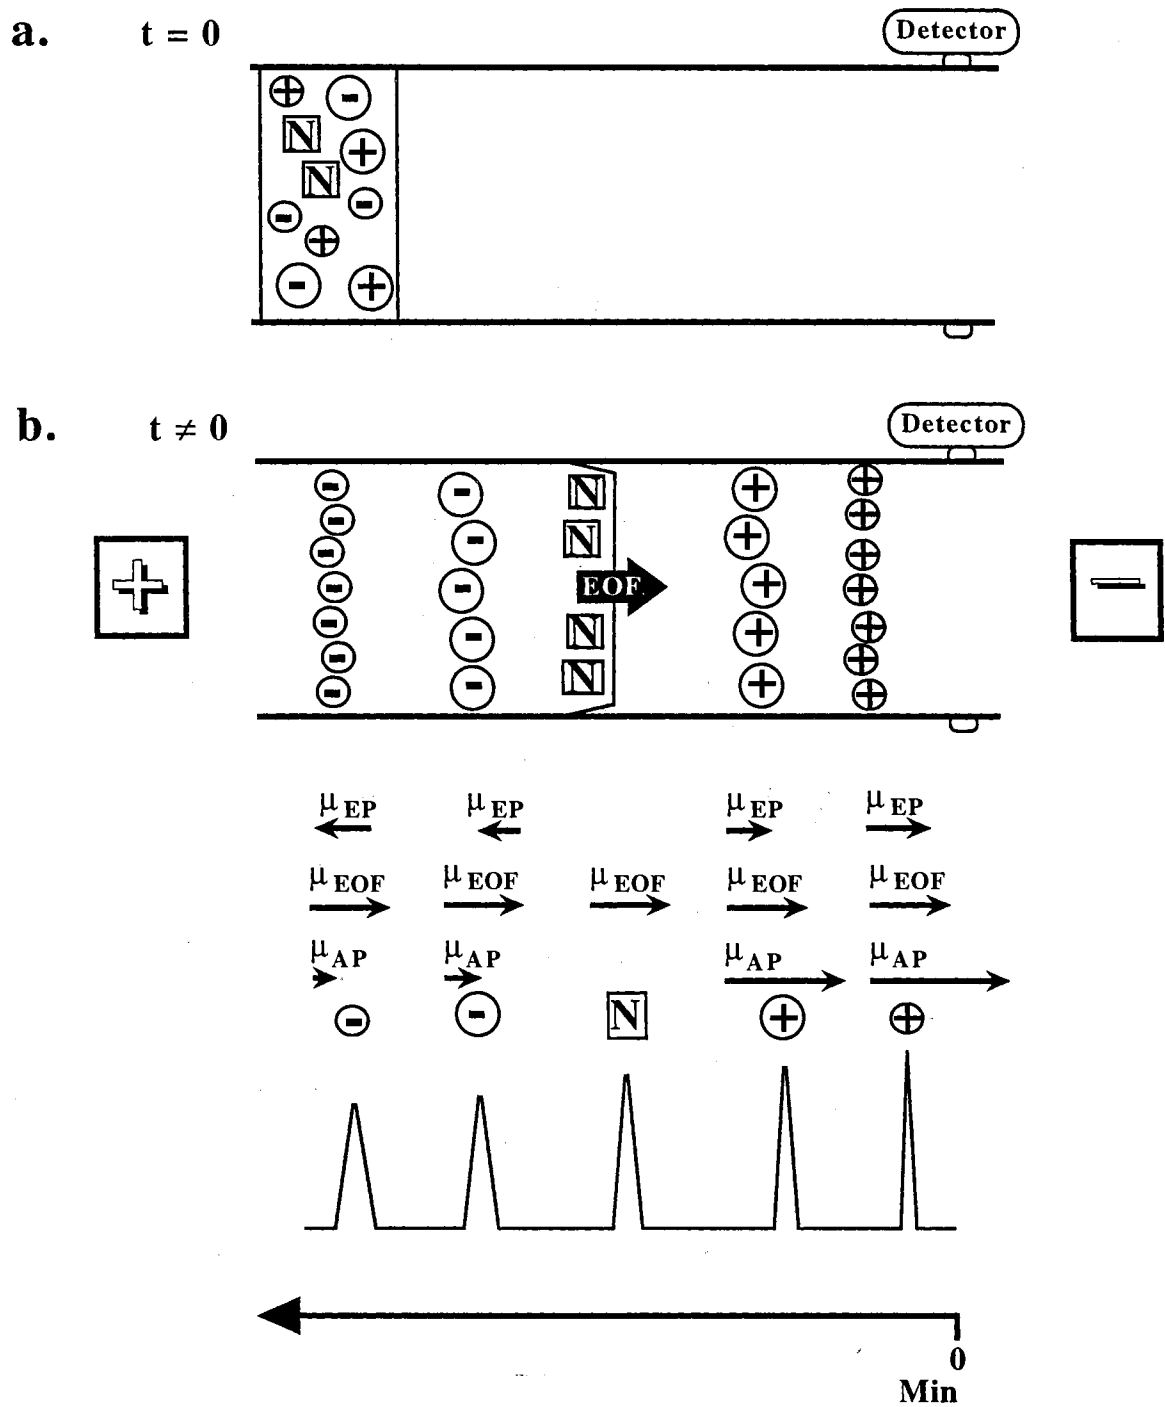 a. t = 0
Detector
+ -
N +
N
- -
+
- +
b. t ≠ 0
Detector
- - N + +
- - N + +
- +
+ - - EOF + + −
- - N + +
- +
- - N + +
μEP μEP μEP μEP
μEOF μEOF μEOF μEOF μEOF
μAP μAP μAP μAP
- - N + +
0
Min